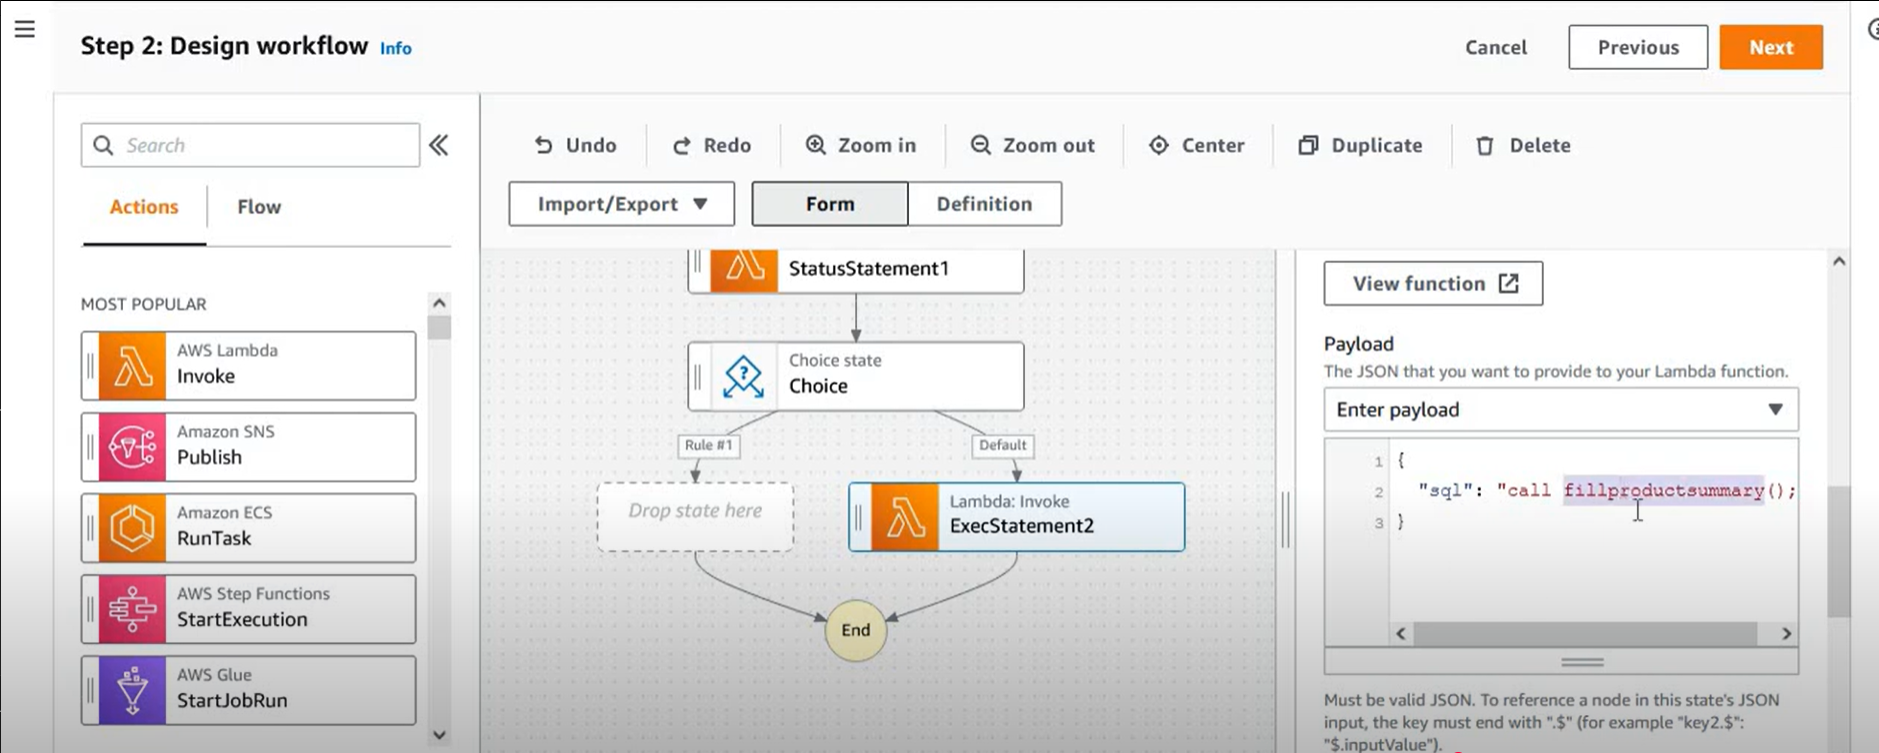 Step 2: Design workflow Info
Cancel
Previous
Next
Search
Actions
Flow
MOST POPULAR
AWS Lambda
Invoke
Amazon SNS
Publish
Amazon ECS
RunTask
AWS Step Functions
StartExecution
AWS Glue
StartJobRun
Undo
Redo
Zoom in
Zoom out
Center
Duplicate
Delete
Import/Export
Form
Definition
StatusStatement1
Choice state
Choice
Rule #1
Default
Drop state here
Lambda: Invoke
ExecStatement2
End
View function
Payload
The JSON that you want to provide to your Lambda function.
Enter payload
1 {
2 "sql": "call fillproductsummary();
3 }
Must be valid JSON. To reference a node in this state's JSON
input, the key must end with ".$" (for example "key2.$":
"$.inputValue").